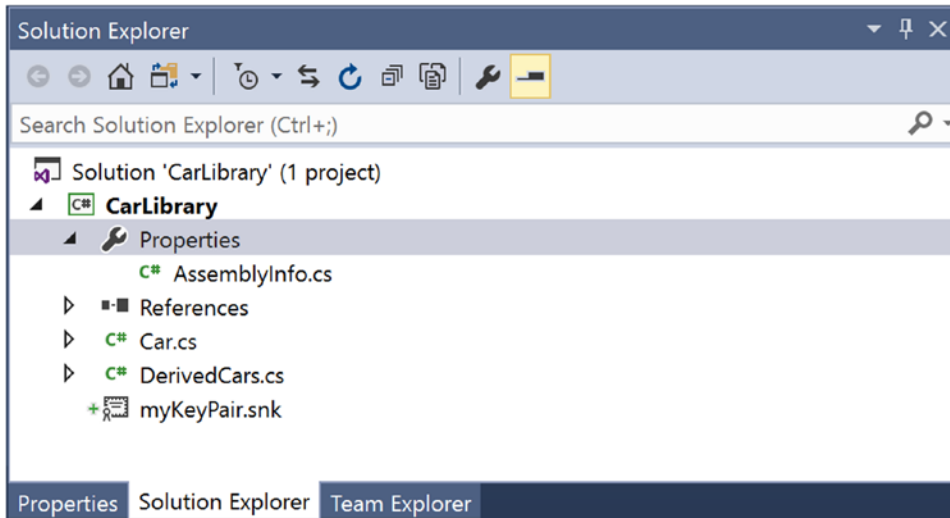 Solution Explorer
Search Solution Explorer (Ctrl+;)
Solution 'CarLibrary' (1 project)
C# CarLibrary
Properties
C# AssemblyInfo.cs
References
C# Car.cs
C# DerivedCars.cs
myKeyPair.snk
Properties Solution Explorer Team Explorer